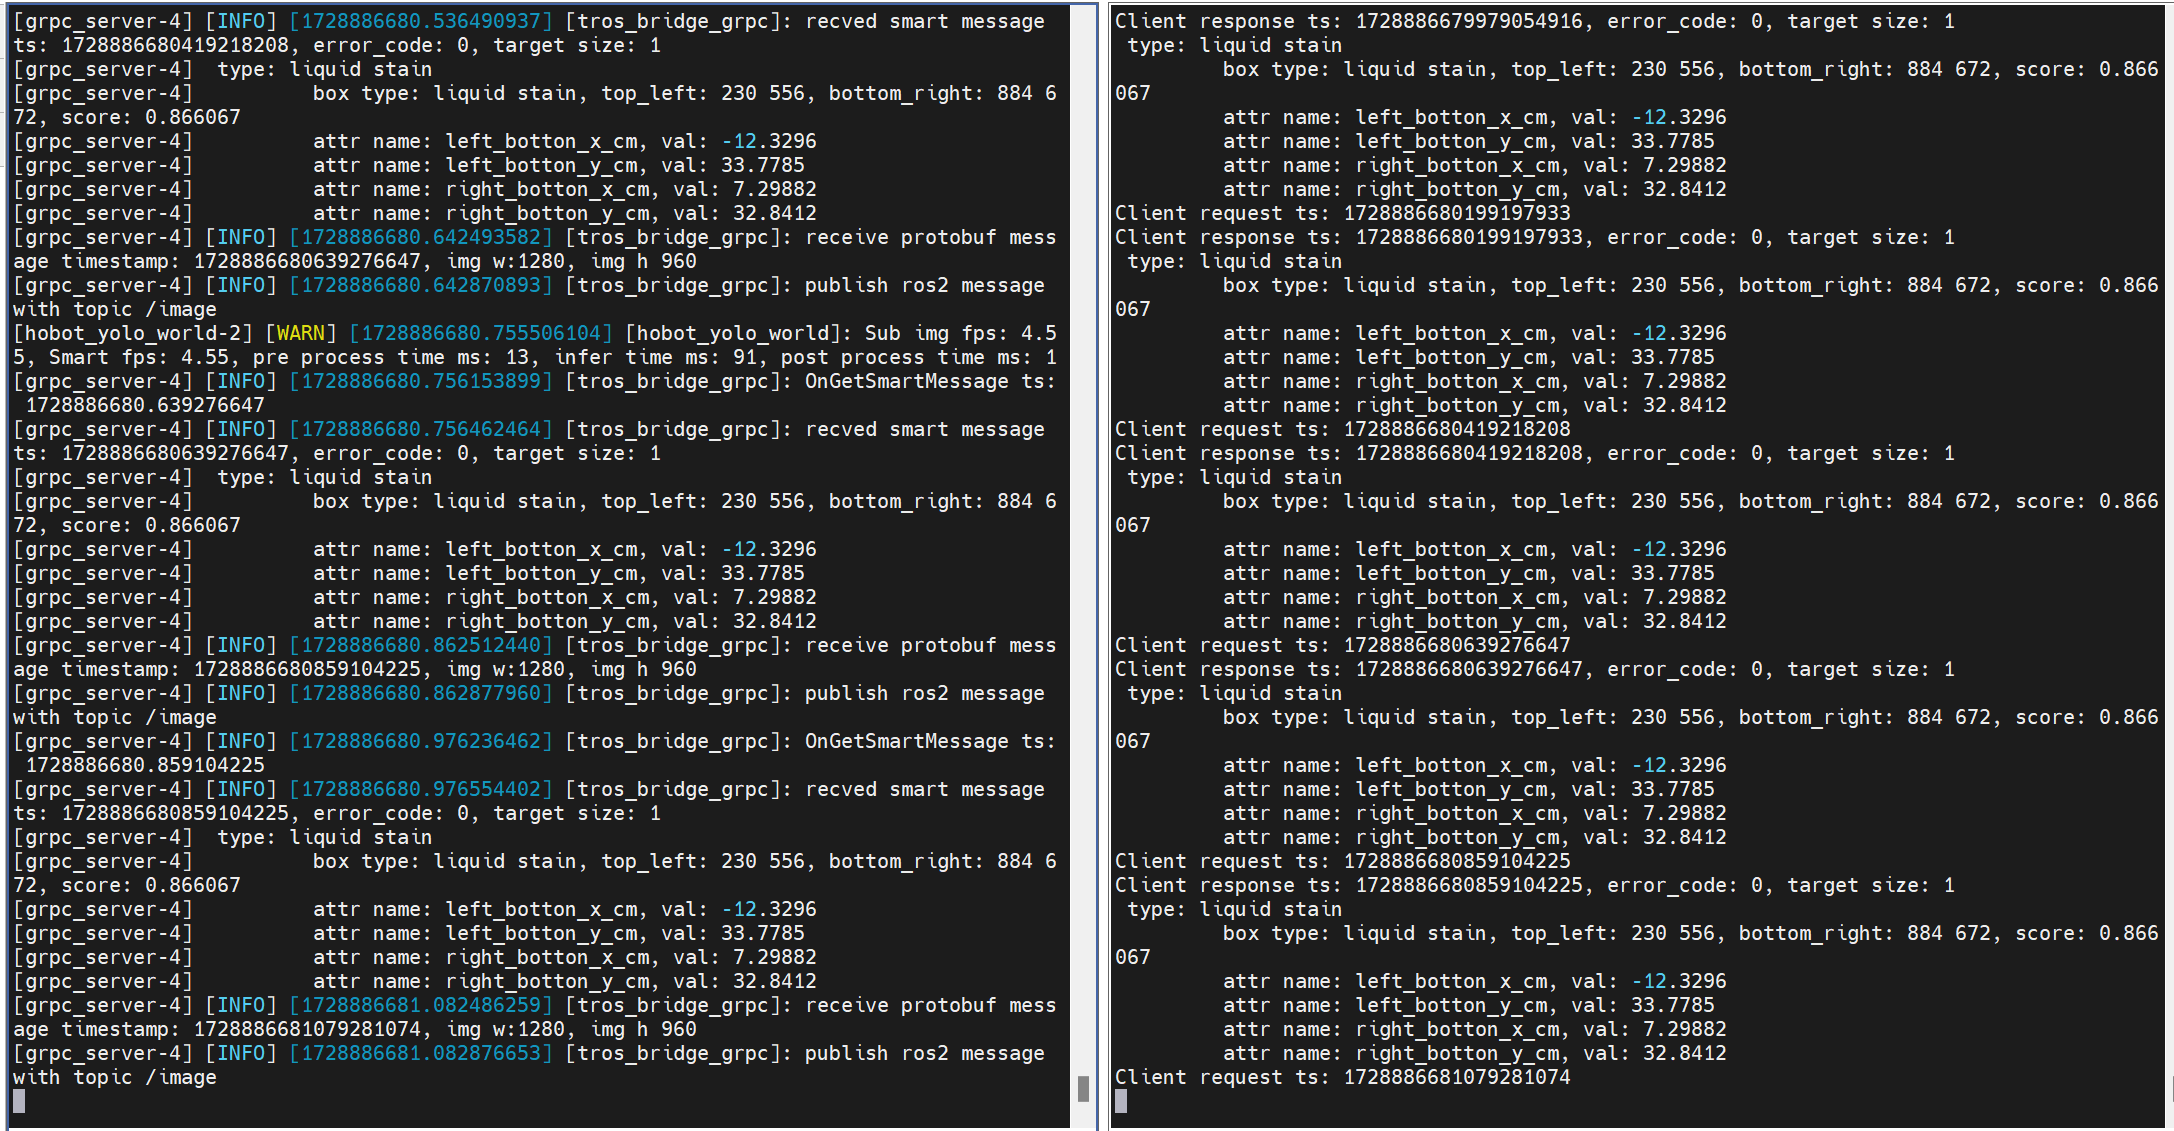 [grpc_server-4] [INFO] [1728886680.536490937] [tros_bridge_grpc]: recved smart message
ts: 1728886680419218208, error_code: 0, target size: 1
[grpc_server-4]  type: liquid stain
[grpc_server-4]          box type: liquid stain, top_left: 230 556, bottom_right: 884 6
72, score: 0.866067
[grpc_server-4]          attr name: left_botton_x_cm, val: -12.3296
[grpc_server-4]          attr name: left_botton_y_cm, val: 33.7785
[grpc_server-4]          attr name: right_botton_x_cm, val: 7.29882
[grpc_server-4]          attr name: right_botton_y_cm, val: 32.8412
[grpc_server-4] [INFO] [1728886680.642493582] [tros_bridge_grpc]: receive protobuf mess
age timestamp: 1728886680639276647, img w:1280, img h 960
[grpc_server-4] [INFO] [1728886680.642870893] [tros_bridge_grpc]: publish ros2 message
with topic /image
[hobot_yolo_world-2] [WARN] [1728886680.755506104] [hobot_yolo_world]: Sub img fps: 4.5
5, Smart fps: 4.55, pre process time ms: 13, infer time ms: 91, post process time ms: 1
[grpc_server-4] [INFO] [1728886680.756153899] [tros_bridge_grpc]: OnGetSmartMessage ts:
 1728886680.639276647
[grpc_server-4] [INFO] [1728886680.756462464] [tros_bridge_grpc]: recved smart message
ts: 1728886680639276647, error_code: 0, target size: 1
[grpc_server-4]  type: liquid stain
[grpc_server-4]          box type: liquid stain, top_left: 230 556, bottom_right: 884 6
72, score: 0.866067
[grpc_server-4]          attr name: left_botton_x_cm, val: -12.3296
[grpc_server-4]          attr name: left_botton_y_cm, val: 33.7785
[grpc_server-4]          attr name: right_botton_x_cm, val: 7.29882
[grpc_server-4]          attr name: right_botton_y_cm, val: 32.8412
[grpc_server-4] [INFO] [1728886680.862512440] [tros_bridge_grpc]: receive protobuf mess
age timestamp: 1728886680859104225, img w:1280, img h 960
[grpc_server-4] [INFO] [1728886680.862877960] [tros_bridge_grpc]: publish ros2 message
with topic /image
[grpc_server-4] [INFO] [1728886680.976236462] [tros_bridge_grpc]: OnGetSmartMessage ts:
 1728886680.859104225
[grpc_server-4] [INFO] [1728886680.976554402] [tros_bridge_grpc]: recved smart message
ts: 1728886680859104225, error_code: 0, target size: 1
[grpc_server-4]  type: liquid stain
[grpc_server-4]          box type: liquid stain, top_left: 230 556, bottom_right: 884 6
72, score: 0.866067
[grpc_server-4]          attr name: left_botton_x_cm, val: -12.3296
[grpc_server-4]          attr name: left_botton_y_cm, val: 33.7785
[grpc_server-4]          attr name: right_botton_x_cm, val: 7.29882
[grpc_server-4]          attr name: right_botton_y_cm, val: 32.8412
[grpc_server-4] [INFO] [1728886681.082486259] [tros_bridge_grpc]: receive protobuf mess
age timestamp: 1728886681079281074, img w:1280, img h 960
[grpc_server-4] [INFO] [1728886681.082876653] [tros_bridge_grpc]: publish ros2 message
with topic /image
Client response ts: 1728886679979054916, error_code: 0, target size: 1
 type: liquid stain
         box type: liquid stain, top_left: 230 556, bottom_right: 884 672, score: 0.866
067
         attr name: left_botton_x_cm, val: -12.3296
         attr name: left_botton_y_cm, val: 33.7785
         attr name: right_botton_x_cm, val: 7.29882
         attr name: right_botton_y_cm, val: 32.8412
Client request ts: 1728886680199197933
Client response ts: 1728886680199197933, error_code: 0, target size: 1
 type: liquid stain
         box type: liquid stain, top_left: 230 556, bottom_right: 884 672, score: 0.866
067
         attr name: left_botton_x_cm, val: -12.3296
         attr name: left_botton_y_cm, val: 33.7785
         attr name: right_botton_x_cm, val: 7.29882
         attr name: right_botton_y_cm, val: 32.8412
Client request ts: 1728886680419218208
Client response ts: 1728886680419218208, error_code: 0, target size: 1
 type: liquid stain
         box type: liquid stain, top_left: 230 556, bottom_right: 884 672, score: 0.866
067
         attr name: left_botton_x_cm, val: -12.3296
         attr name: left_botton_y_cm, val: 33.7785
         attr name: right_botton_x_cm, val: 7.29882
         attr name: right_botton_y_cm, val: 32.8412
Client request ts: 1728886680639276647
Client response ts: 1728886680639276647, error_code: 0, target size: 1
 type: liquid stain
         box type: liquid stain, top_left: 230 556, bottom_right: 884 672, score: 0.866
067
         attr name: left_botton_x_cm, val: -12.3296
         attr name: left_botton_y_cm, val: 33.7785
         attr name: right_botton_x_cm, val: 7.29882
         attr name: right_botton_y_cm, val: 32.8412
Client request ts: 1728886680859104225
Client response ts: 1728886680859104225, error_code: 0, target size: 1
 type: liquid stain
         box type: liquid stain, top_left: 230 556, bottom_right: 884 672, score: 0.866
067
         attr name: left_botton_x_cm, val: -12.3296
         attr name: left_botton_y_cm, val: 33.7785
         attr name: right_botton_x_cm, val: 7.29882
         attr name: right_botton_y_cm, val: 32.8412
Client request ts: 1728886681079281074